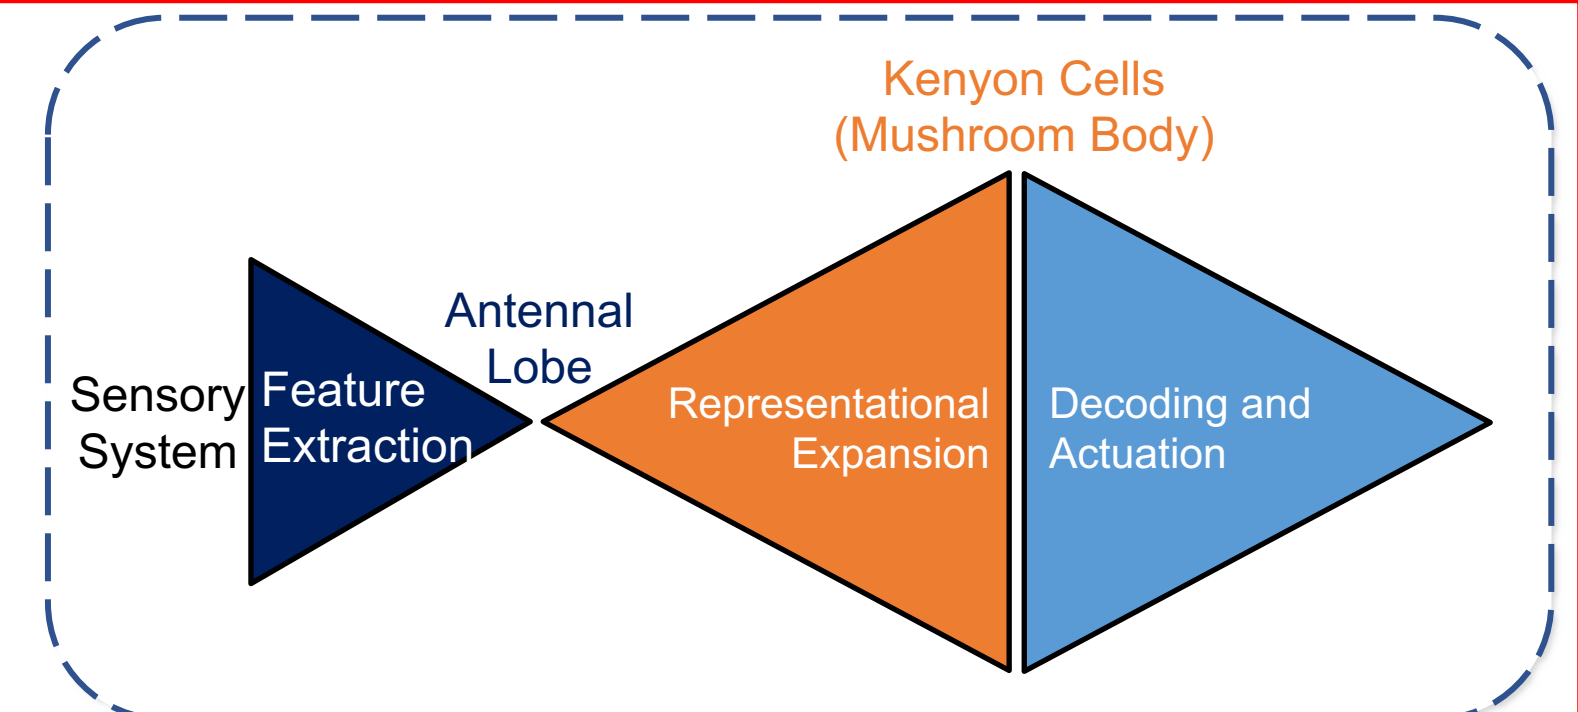 Kenyon Cells
(Mushroom Body)
Antennal
Lobe
Sensory
System
Feature
Extraction
Representational
Expansion
Decoding and
Actuation